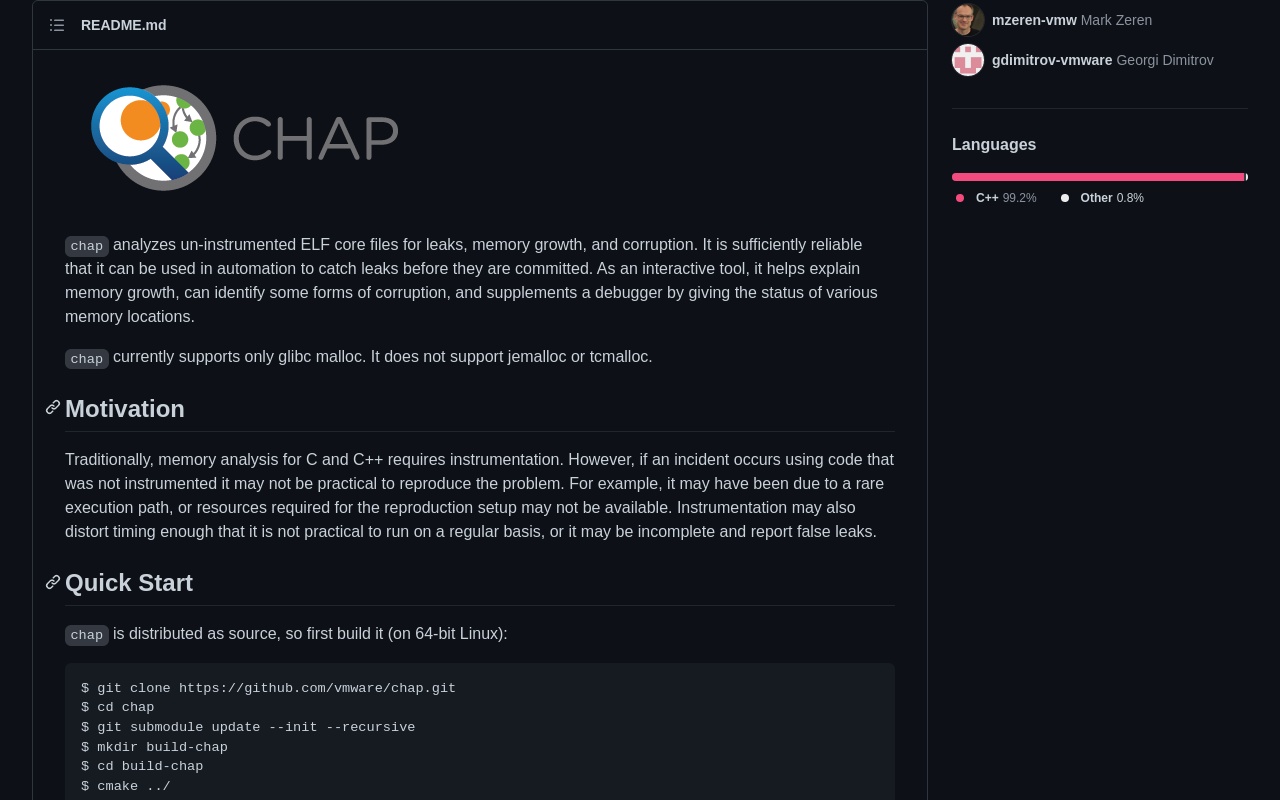 README.md
CHAP
chap analyzes un-instrumented ELF core files for leaks, memory growth, and corruption. It is sufficiently reliable
that it can be used in automation to catch leaks before they are committed. As an interactive tool, it helps explain
memory growth, can identify some forms of corruption, and supplements a debugger by giving the status of various
memory locations.
chap currently supports only glibc malloc. It does not support jemalloc or tcmalloc.
Motivation
Traditionally, memory analysis for C and C++ requires instrumentation. However, if an incident occurs using code that
was not instrumented it may not be practical to reproduce the problem. For example, it may have been due to a rare
execution path, or resources required for the reproduction setup may not be available. Instrumentation may also
distort timing enough that it is not practical to run on a regular basis, or it may be incomplete and report false leaks.
Quick Start
chap is distributed as source, so first build it (on 64-bit Linux):
$ git clone https://github.com/vmware/chap.git
$ cd chap
$ git submodule update --init --recursive
$ mkdir build-chap
$ cd build-chap
$ cmake ../
mzeren-vmw Mark Zeren
gdimitrov-vmware Georgi Dimitrov
Languages
C++ 99.2% Other 0.8%